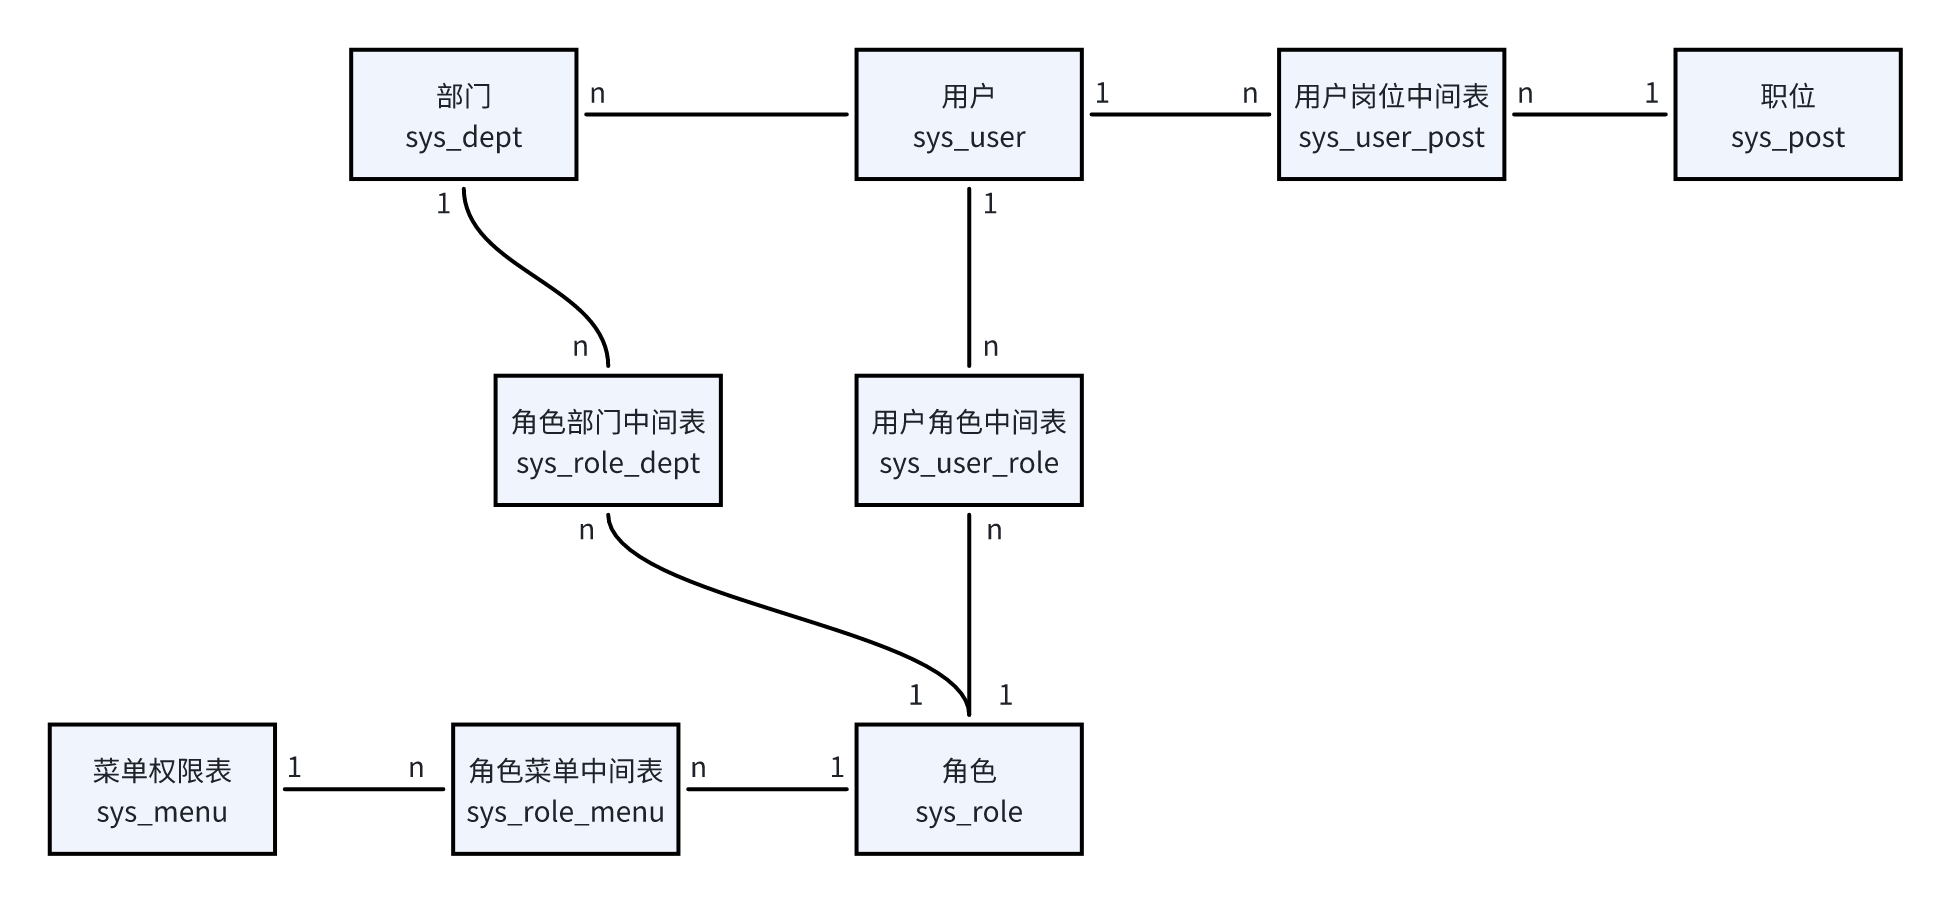 部门
sys_dept
n
用户
sys_user
1
n
用户岗位中间表
sys_user_post
n
1
职位
sys_post
1
1
n
n
角色部门中间表
sys_role_dept
用户角色中间表
sys_user_role
n
n
1
1
菜单权限表
sys_menu
1
n
角色菜单中间表
sys_role_menu
n
1
角色
sys_role